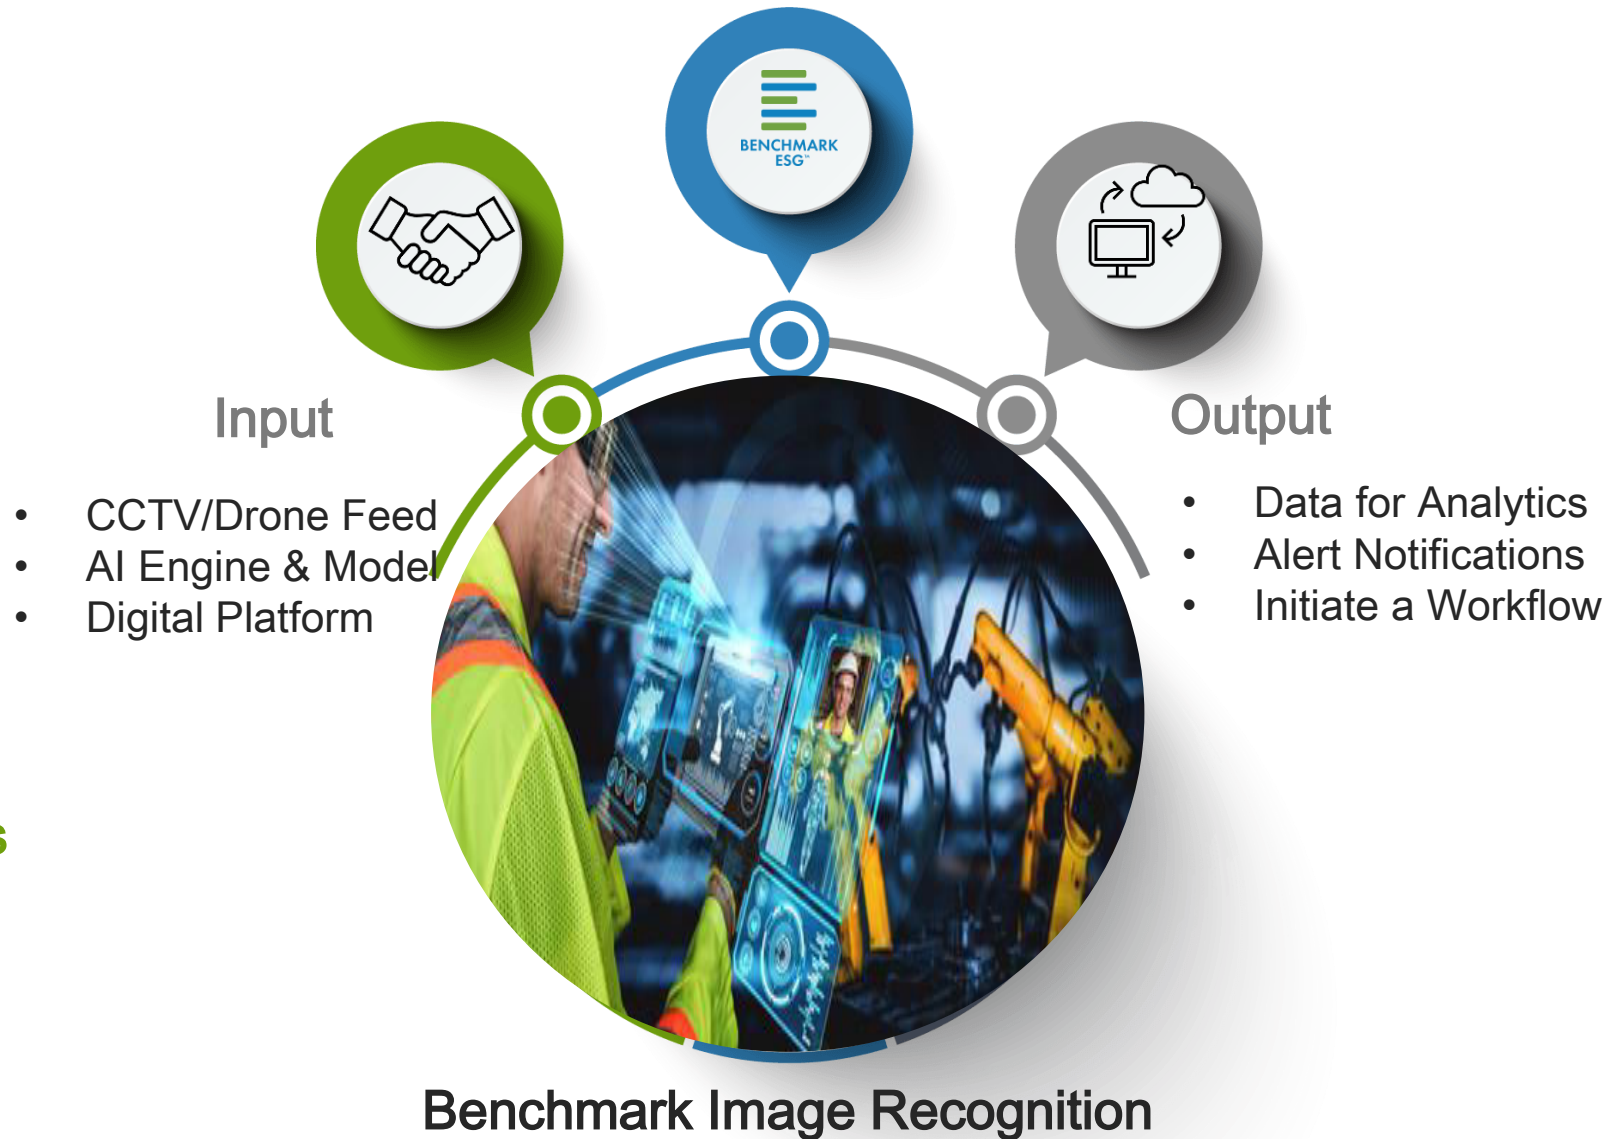 BENCHMARK
ESG™
Input
• CCTV/Drone Feed
• AI Engine & Model
• Digital Platform
Output
• Data for Analytics
• Alert Notifications
• Initiate a Workflow
s
Benchmark Image Recognition